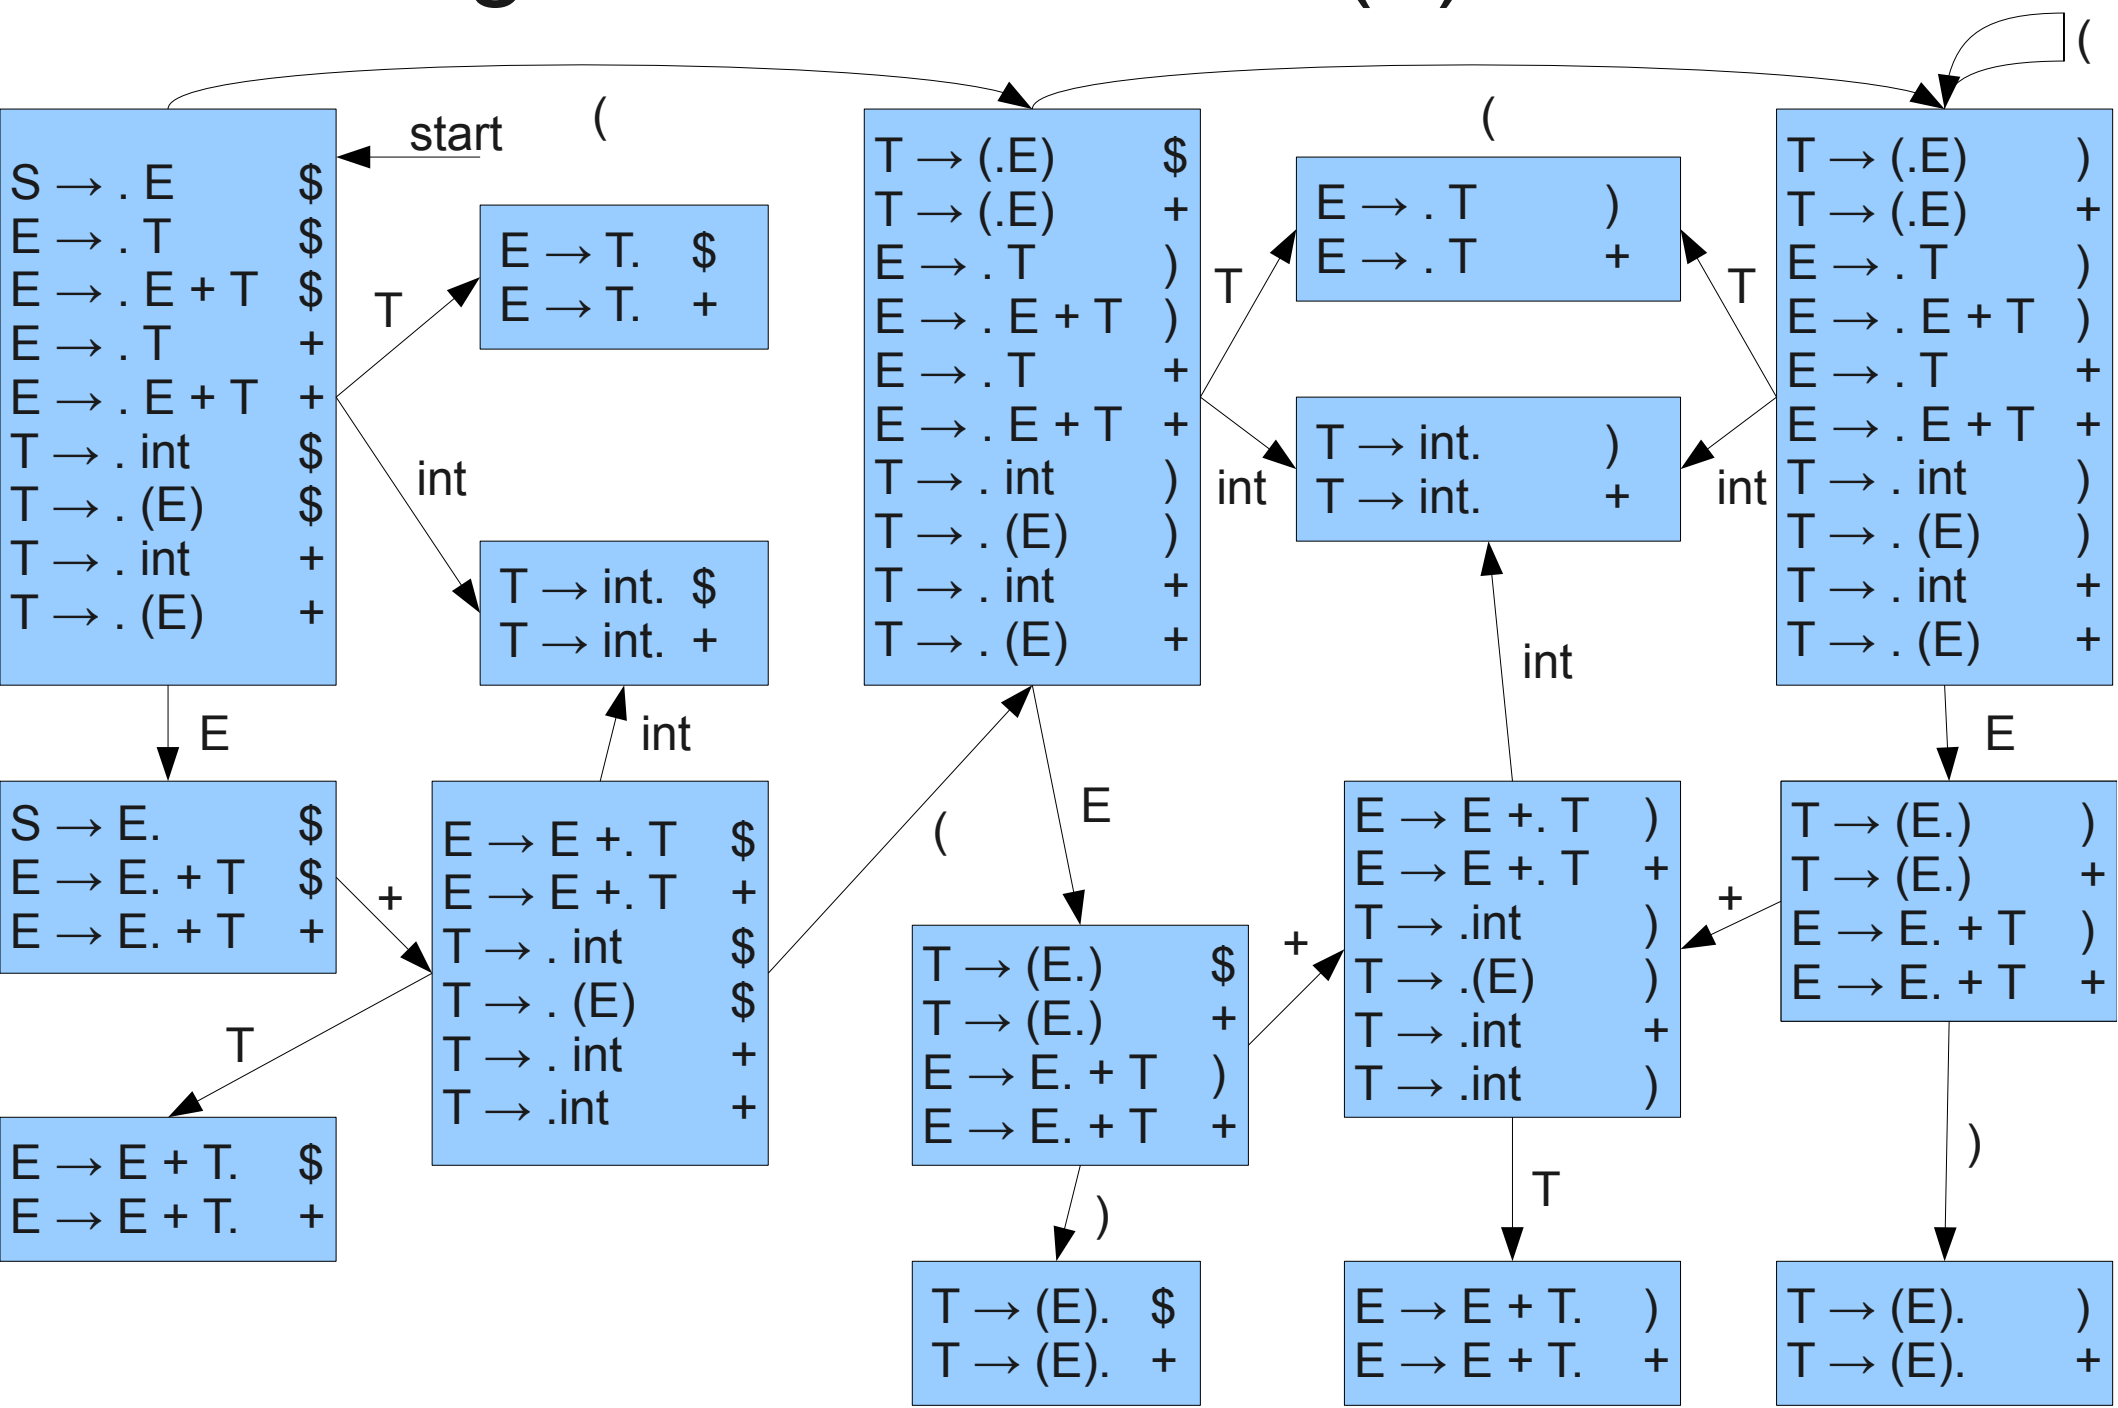 (
start
(
(
S → . E $
E → . T $
E → . E + T $
E → . T +
E → . E + T +
T → . int $
T → . (E) $
T → . int +
T → . (E) +
T
E → T. $
E → T. +
int
T → int. $
T → int. +
T → (.E) $
T → (.E) +
E → . T )
E → . E + T )
E → . T +
E → . E + T +
T → . int )
T → . (E) )
T → . int +
T → . (E) +
T
E → . T )
E → . T +
T
int
T → int. )
T → int. +
int
T → (.E) )
T → (.E) +
E → . T )
E → . E + T )
E → . T +
E → . E + T +
T → . int )
T → . (E) )
T → . int +
T → . (E) +
E
int
int
E
S → E. $
E → E. + T $
E → E. + T +
+
E → E +. T $
E → E +. T +
T → . int $
T → . (E) $
T → . int +
T → .int +
(
E
T → (E.) $
T → (E.) +
E → E. + T )
E → E. + T +
+
E → E +. T )
E → E +. T +
T → .int )
T → .(E) )
T → .int +
T → .int )
+
T → (E.) )
T → (E.) +
E → E. + T )
E → E. + T +
T
E → E + T. $
E → E + T. +
)
T
)
T → (E). $
T → (E). +
E → E + T. )
E → E + T. +
T → (E). )
T → (E). +